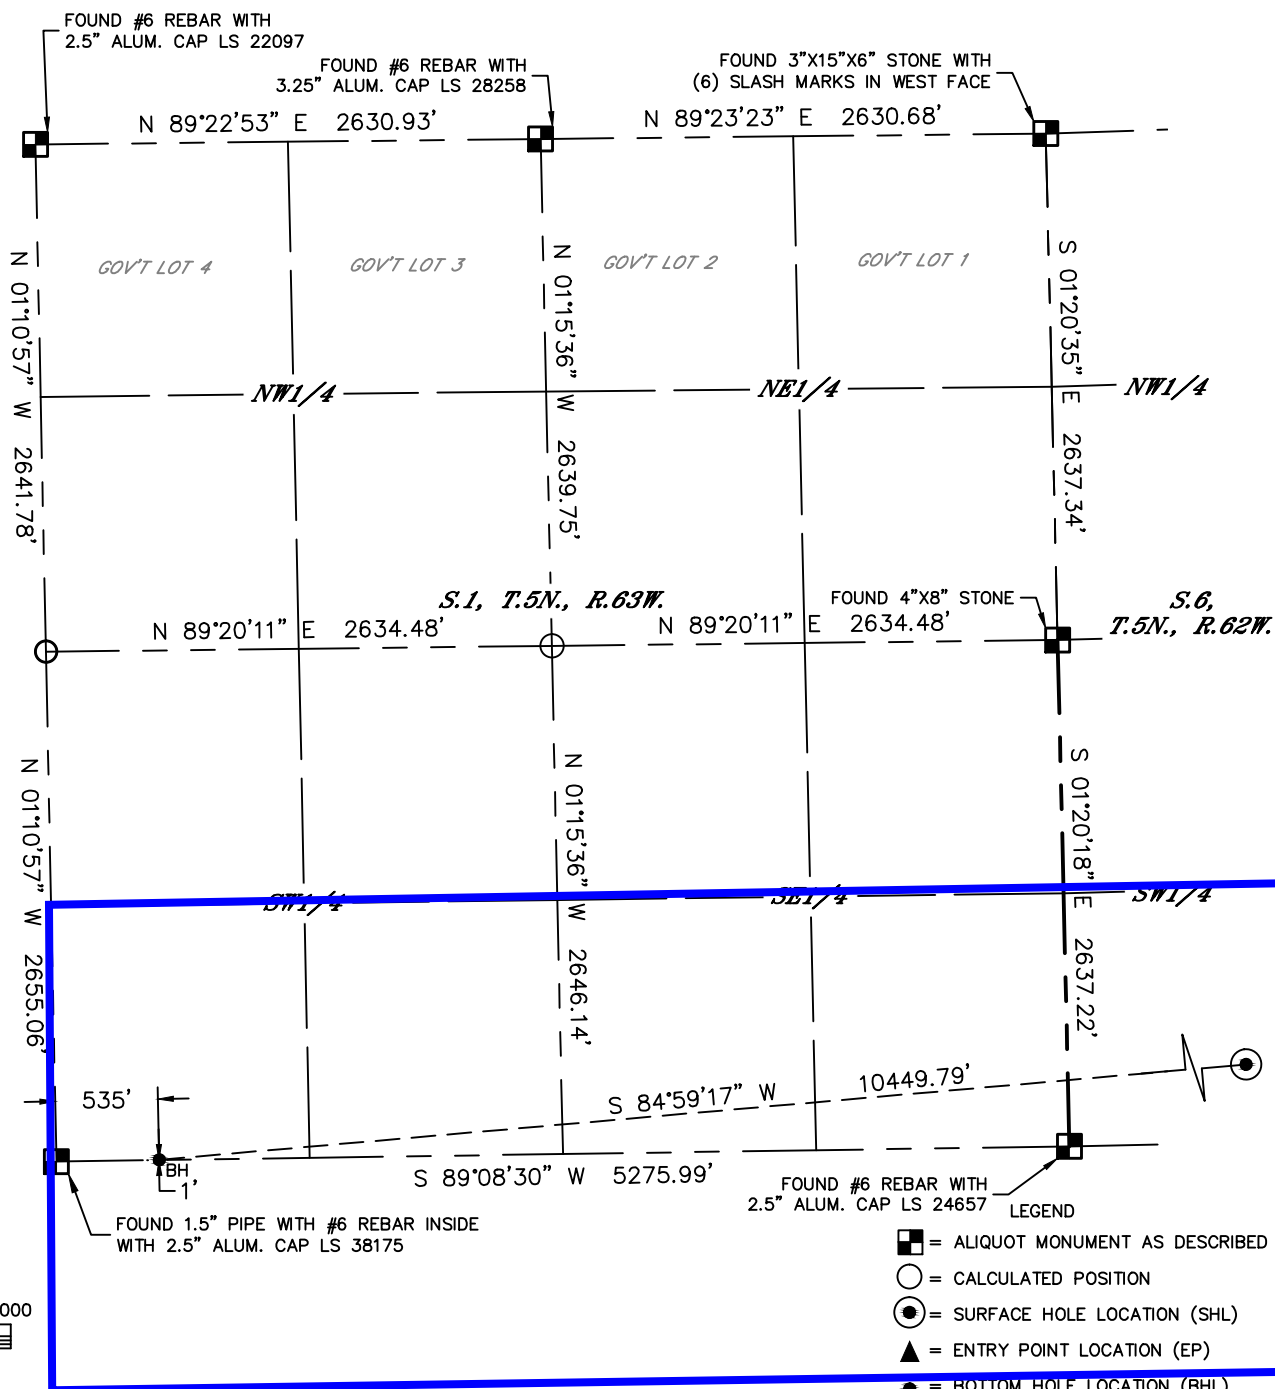 FOUND #6 REBAR WITH
2.5" ALUM. CAP LS 22097
FOUND #6 REBAR WITH
3.25" ALUM. CAP LS 28258
FOUND 3"X15"X6" STONE WITH
(6) SLASH MARKS IN WEST FACE
N 89°22'53" E 2630.93'
N 89°23'23" E 2630.68'
N 01°10'57" W 2641.78'
GOV'T LOT 4
GOV'T LOT 3
N 01°15'36" W 2639.75'
GOV'T LOT 2
GOV'T LOT 1
S 01°20'35" E 2637.34'
NW1/4
NE1/4
NW1/4
S.1, T.5N., R.63W.
FOUND 4"X8" STONE
S.6,
T.5N., R.62W.
N 89°20'11" E 2634.48'
N 89°20'11" E 2634.48'
N 01°10'57" W 2655.06'
N 01°15'36" W 2646.14'
S 01°20'18" E 2637.22'
SW1/4
SE1/4
SW1/4
535'
S 84°59'17" W 10449.79'
BH
1'
S 89°08'30" W 5275.99'
FOUND #6 REBAR WITH
2.5" ALUM. CAP LS 24657
FOUND 1.5" PIPE WITH #6 REBAR INSIDE
WITH 2.5" ALUM. CAP LS 38175
LEGEND
= ALIQUOT MONUMENT AS DESCRIBED
= CALCULATED POSITION
= SURFACE HOLE LOCATION (SHL)
= ENTRY POINT LOCATION (EP)
= BOTTOM HOLE LOCATION (BHL)
000